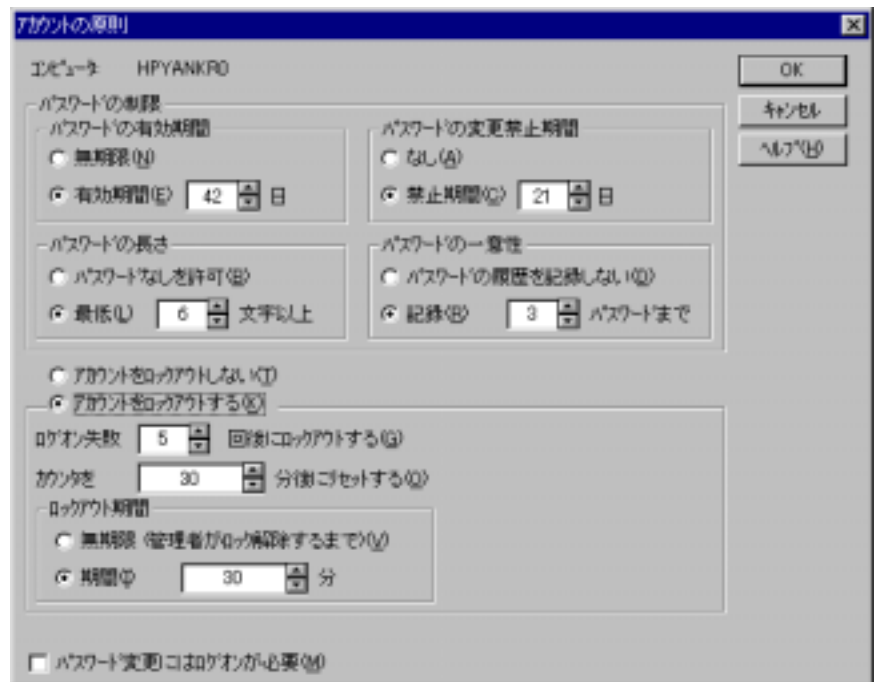 アカウントの原則
コンピュータ: HPYANKRO
OK
キャンセル
ヘルプ(H)
パスワードの制限
パスワードの有効期間
無期限(N)
有効期間(E) 42 日
パスワードの変更禁止期間
なし(A)
禁止期間(C) 21 日
パスワードの長さ
パスワードなしを許可(B)
最低(L) 6 文字以上
パスワードの一意性
パスワードの履歴を記録しない(O)
記録(R) 3 パスワードまで
アカウントをロックアウトしない(T)
アカウントをロックアウトする(K)
ログオン失敗 5 回後にロックアウトする(G)
カウンタを 30 分後にリセットする(O)
ロックアウト期間
無期限 (管理者がロック解除するまで)(V)
期間(I) 30 分
パスワード変更にはログオンが必要(M)